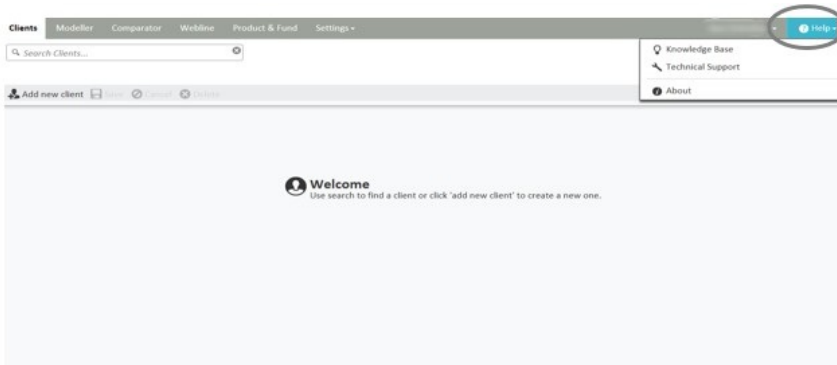 Clients Modeller Comparator Webline Product & Fund Settings Help
Search Clients...
Knowledge Base
Technical Support
About
Add new client Save Cancel Delete
Welcome
Use search to find a client or click 'add new client' to create a new one.